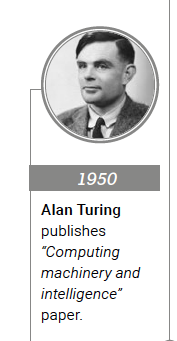 1950
Alan Turing
publishes
“Computing
machinery and
intelligence”
paper.